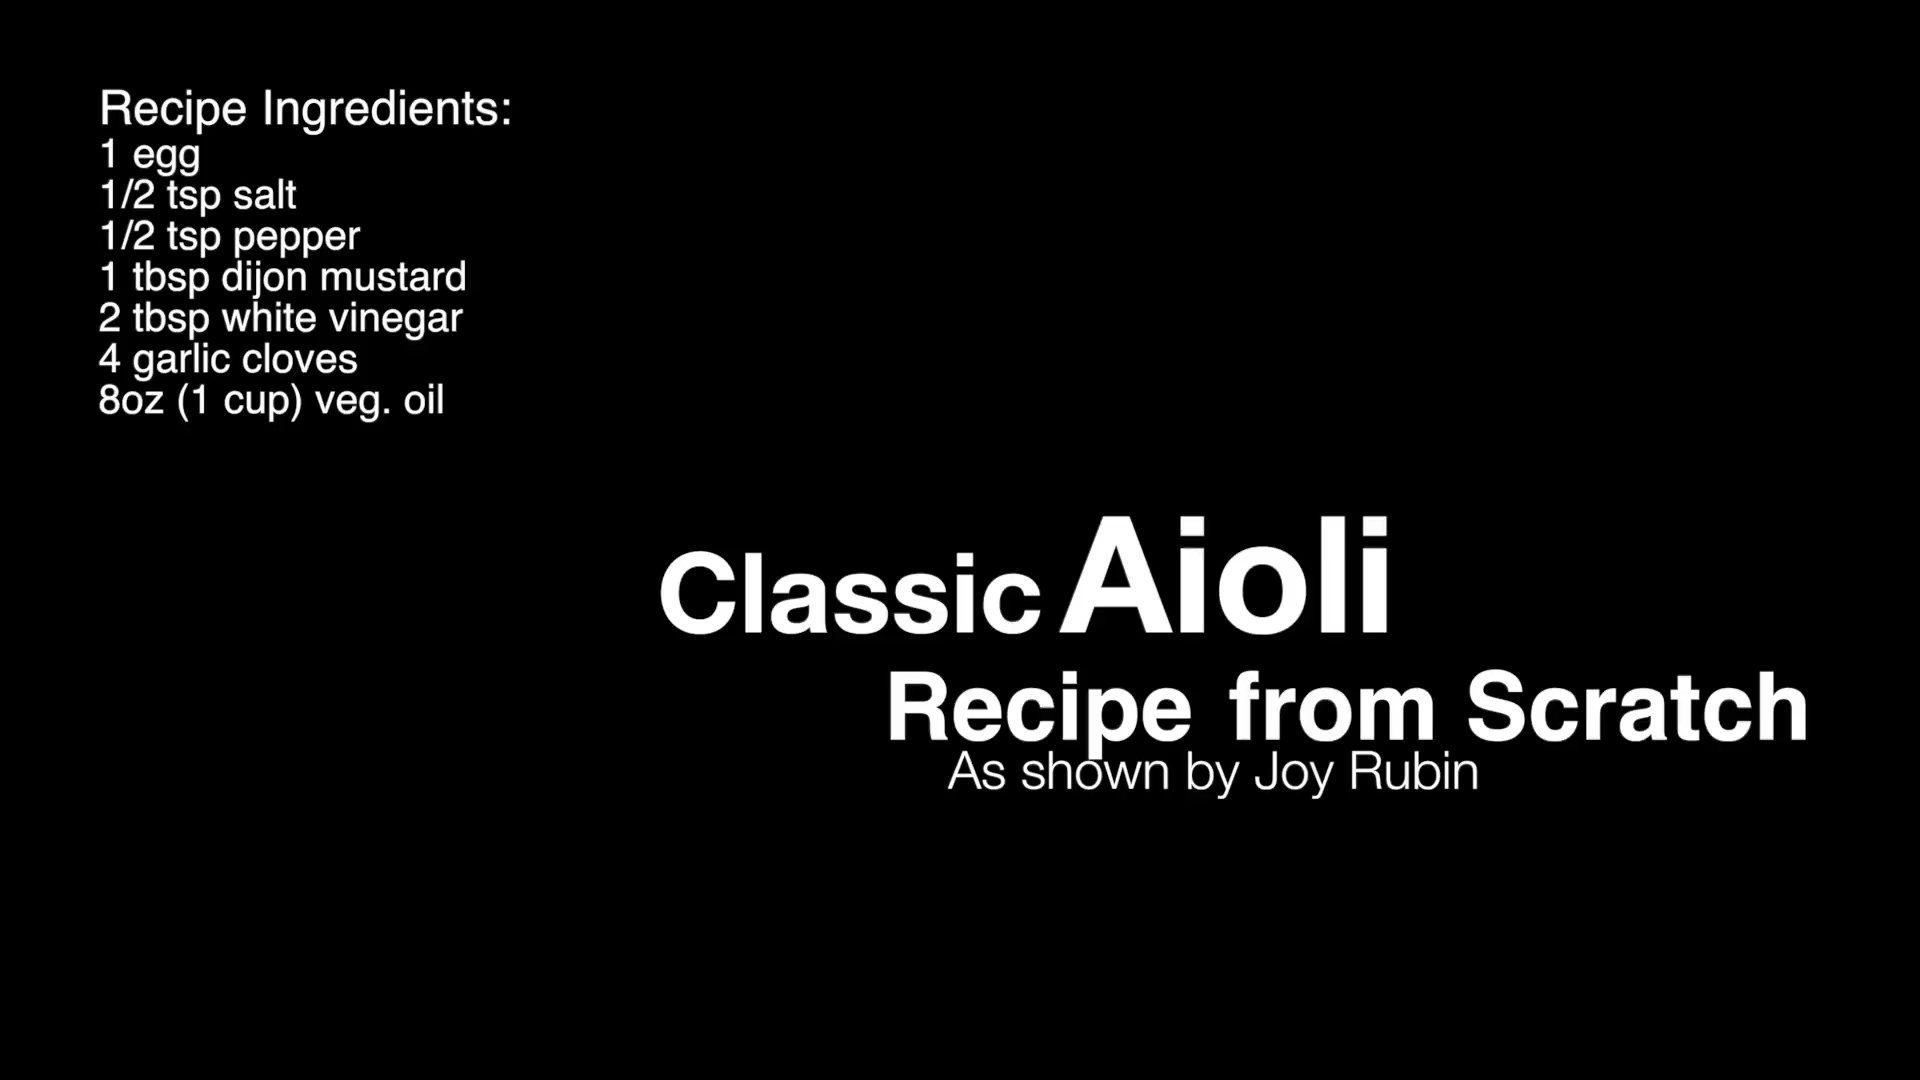 Recipe Ingredients:
1 egg
1/2 tsp salt
1/2 tsp pepper
1 tbsp dijon mustard
2 tbsp white vinegar
4 garlic cloves
8oz (1 cup) veg. oil
Classic Aioli
Recipe from Scratch
As shown by Joy Rubin